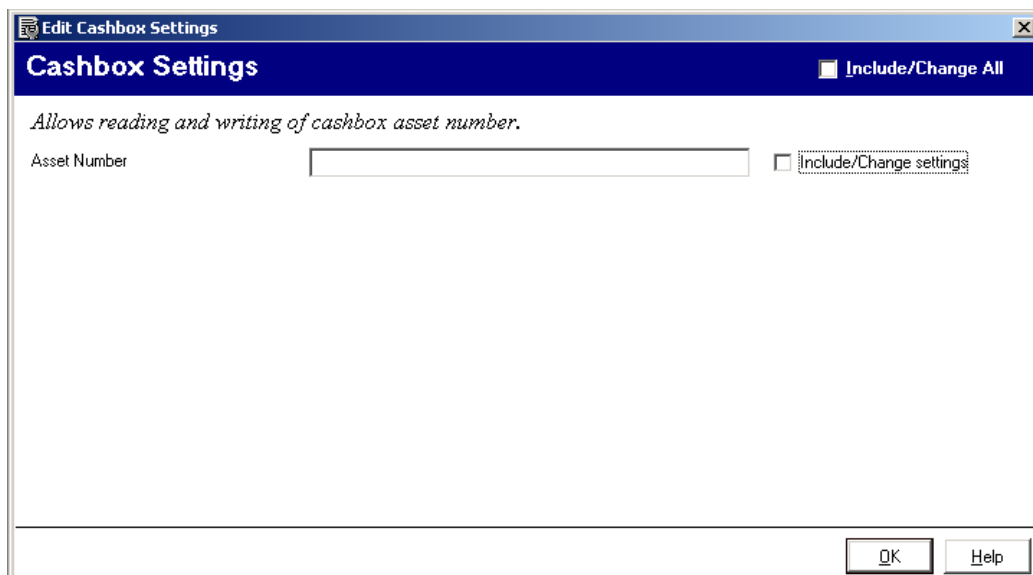 Edit Cashbox Settings
Cashbox Settings
Include/Change All
Allows reading and writing of cashbox asset number.
Asset Number
Include/Change settings
OK
Help